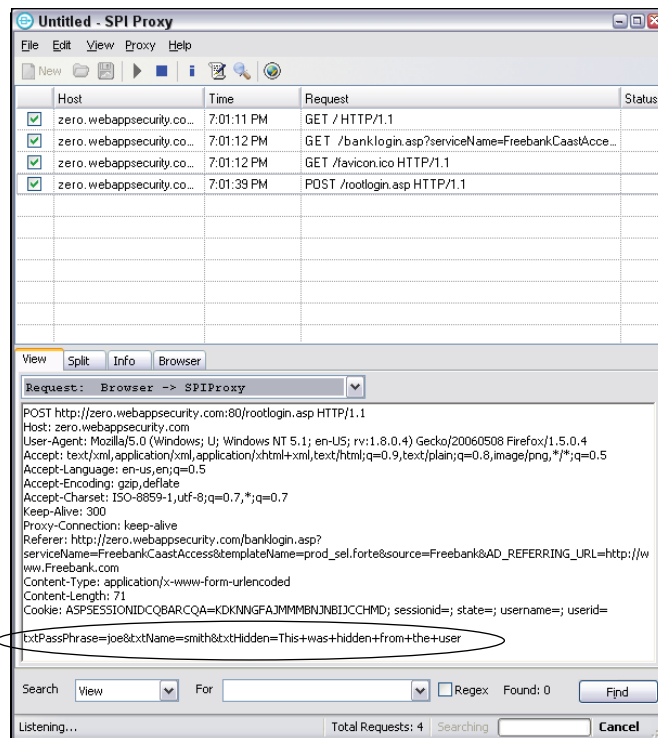 Untitled - SPI Proxy
File Edit View Proxy Help
New
Host Time Request Status
zero.webappsecurity.co... 7:01:11 PM GET / HTTP/1.1
zero.webappsecurity.co... 7:01:12 PM GET /banklogin.asp?serviceName=FreebankCaastAcce...
zero.webappsecurity.co... 7:01:12 PM GET /favicon.ico HTTP/1.1
zero.webappsecurity.co... 7:01:39 PM POST /rootlogin.asp HTTP/1.1
View Split Info Browser
Request: Browser -> SPIProxy
POST http://zero.webappsecurity.com:80/rootlogin.asp HTTP/1.1
Host: zero.webappsecurity.com
User-Agent: Mozilla/5.0 (Windows; U; Windows NT 5.1; en-US; rv:1.8.0.4) Gecko/20060508 Firefox/1.5.0.4
Accept: text/xml,application/xml,application/xhtml+xml,text/html;q=0.9,text/plain;q=0.8,image/png,*/*;q=0.5
Accept-Language: en-us,en;q=0.5
Accept-Encoding: gzip,deflate
Accept-Charset: ISO-8859-1,utf-8;q=0.7,*;q=0.7
Keep-Alive: 300
Proxy-Connection: keep-alive
Referer: http://zero.webappsecurity.com/banklogin.asp?
serviceName=FreebankCaastAccess&templateName=prod_sel.forte&source=Freebank&AD_REFERRING_URL=http://w
ww.Freebank.com
Content-Type: application/x-www-form-urlencoded
Content-Length: 71
Cookie: ASPSESSIONIDCQBARCQA=KDKNNGFAJMMMBNJNBIJCCHMD; sessionid=; state=; username=; userid=
txtPassPhrase=joe&txtName=smith&txtHidden=This+was+hidden+from+the+user
Search View For Regex Found: 0 Find
Listening... Total Requests: 4 Searching Cancel